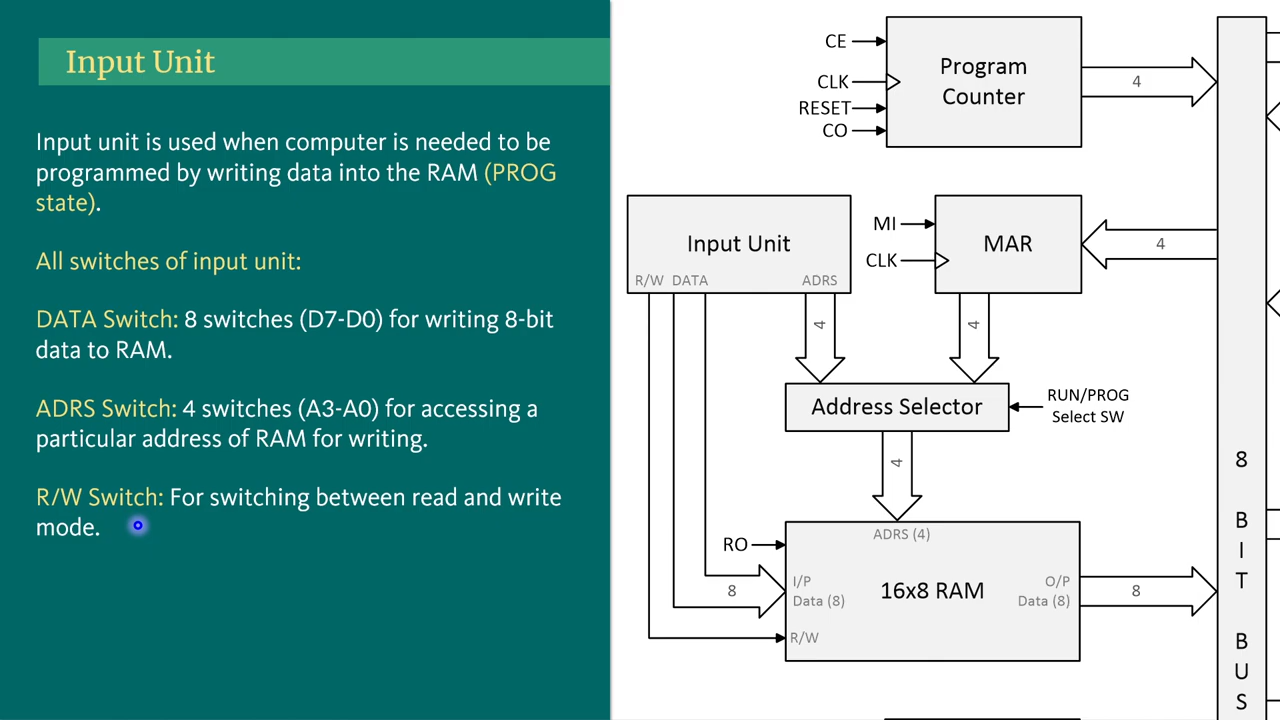 Input Unit
Input unit is used when computer is needed to be
programmed by writing data into the RAM (PROG
state).
All switches of input unit:
DATA Switch: 8 switches (D7-D0) for writing 8-bit
data to RAM.
ADRS Switch: 4 switches (A3-A0) for accessing a
particular address of RAM for writing.
R/W Switch: For switching between read and write
mode.
CE
CLK
RESET
CO
Program
Counter
4
Input Unit
R/W DATA ADRS
MI
CLK
MAR
4
4
4
Address Selector
RUN/PROG
Select SW
4
ADRS (4)
RO
8
I/P
Data (8)
16x8 RAM
O/P
Data (8)
R/W
8
8
B
I
T
B
U
S